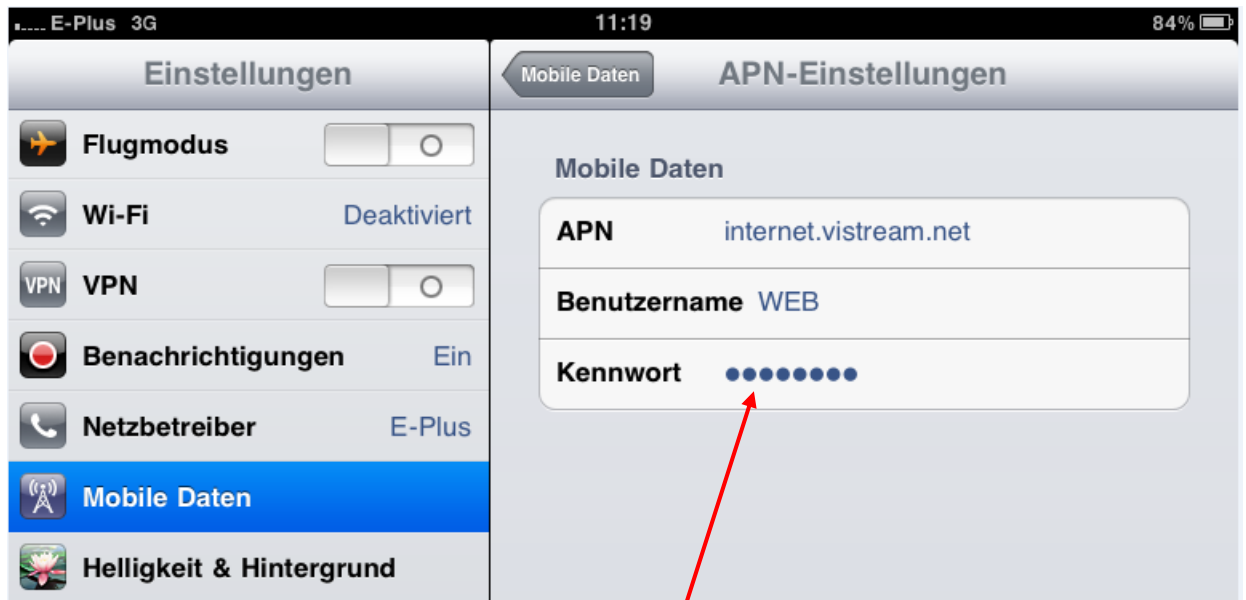 E-Plus 3G 11:19 84%
Einstellungen
Mobile Daten APN-Einstellungen
Flugmodus
Wi-Fi Deaktiviert
VPN VPN
Benachrichtigungen Ein
Netzbetreiber E-Plus
Mobile Daten
Helligkeit & Hintergrund
Mobile Daten
APN internet.vistream.net
Benutzername WEB
Kennwort ●●●●●●●●